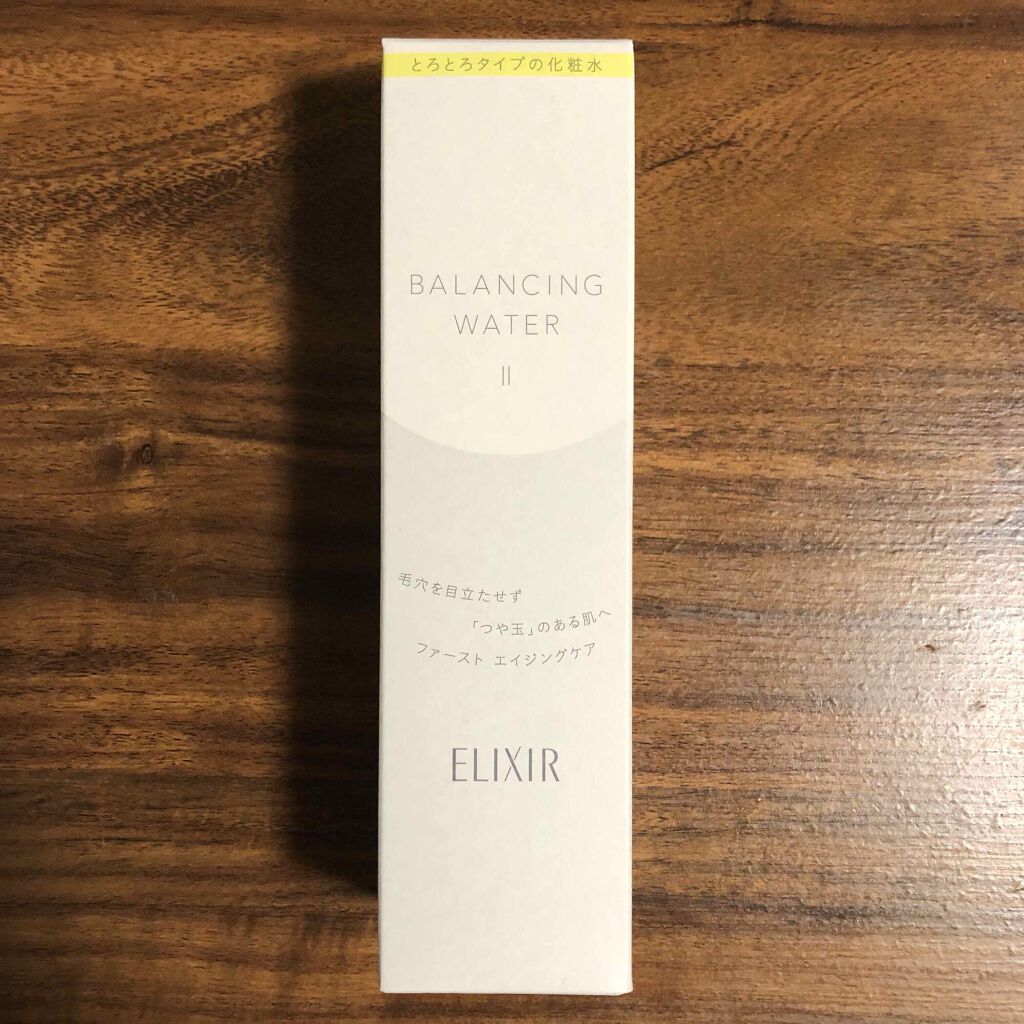 とろとろタイプの化粧水
BALANCING
WATER
II
毛穴を目立たせず
「つや玉」のある肌へ
ファースト エイジングケア
ELIXIR